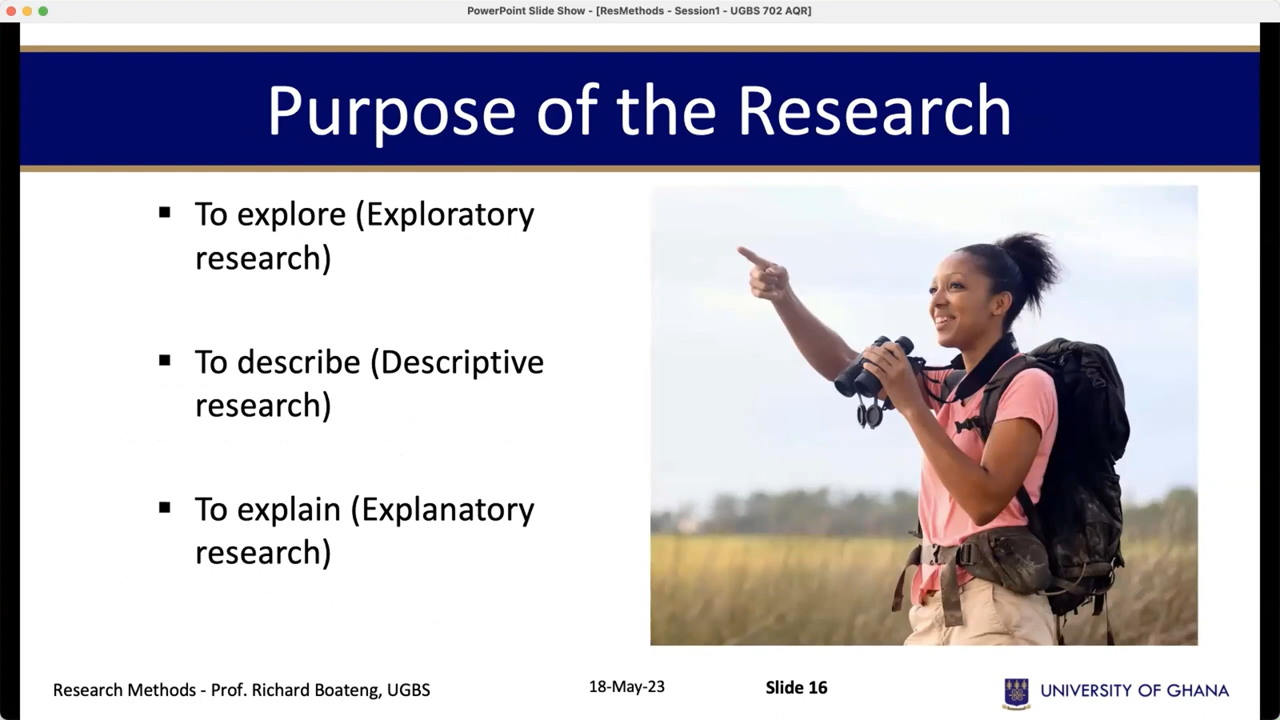 PowerPoint Slide Show - [ResMethods - Session1 - UGBS 702 AQR]
Purpose of the Research
▪ To explore (Exploratory
research)
▪ To describe (Descriptive
research)
▪ To explain (Explanatory
research)
Research Methods - Prof. Richard Boateng, UGBS
18-May-23
Slide 16
UNIVERSITY OF GHANA